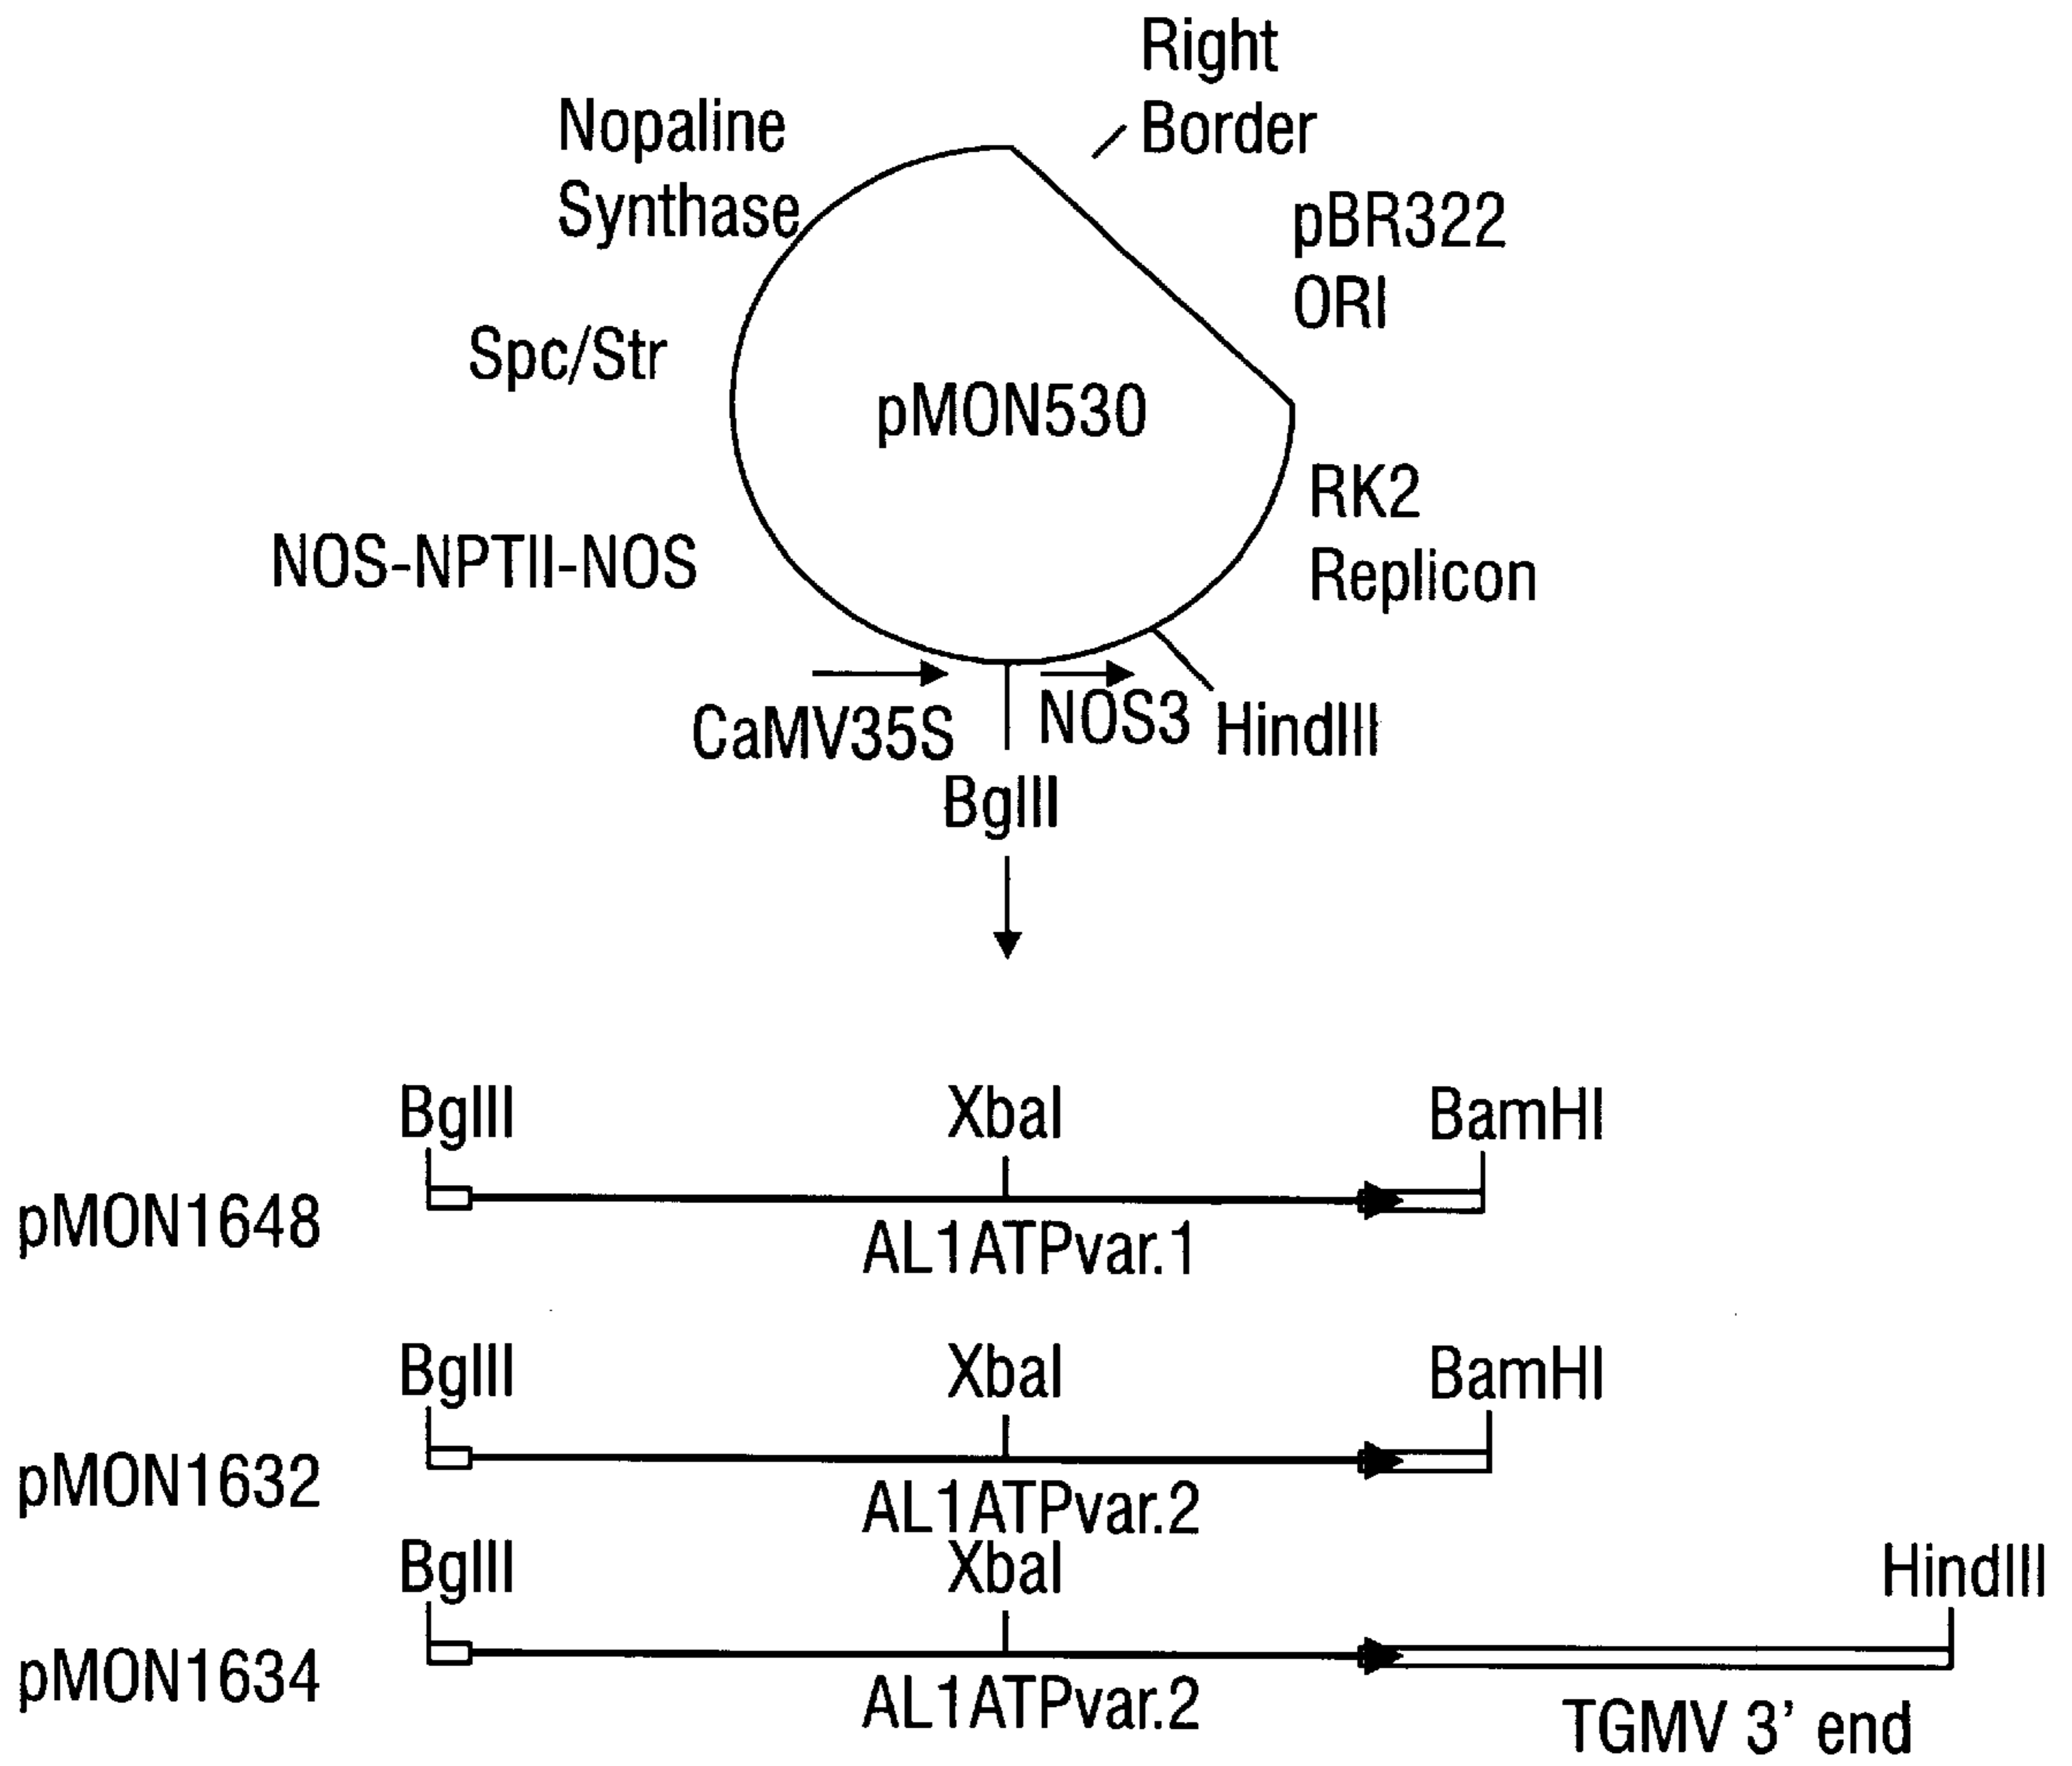 Right
Border
Nopaline
Synthase
pBR322
ORI
Spc/Str
pMON530
RK2
Replicon
NOS-NPTII-NOS
CaMV35S
NOS3
HindIII
BglII
BglII XbaI BamHI
pMON1648
AL1ATPvar.1
BglII XbaI BamHI
pMON1632
AL1ATPvar.2
BglII XbaI HindIII
pMON1634
AL1ATPvar.2
TGMV 3' end